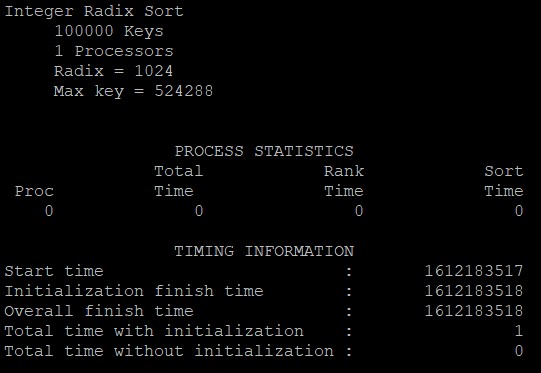 Integer Radix Sort
100000 Keys
1 Processors
Radix = 1024
Max key = 524288
PROCESS STATISTICS
Total Rank Sort
Proc Time Time Time
0 0 0 0
TIMING INFORMATION
Start time : 1612183517
Initialization finish time : 1612183518
Overall finish time : 1612183518
Total time with initialization : 1
Total time without initialization : 0